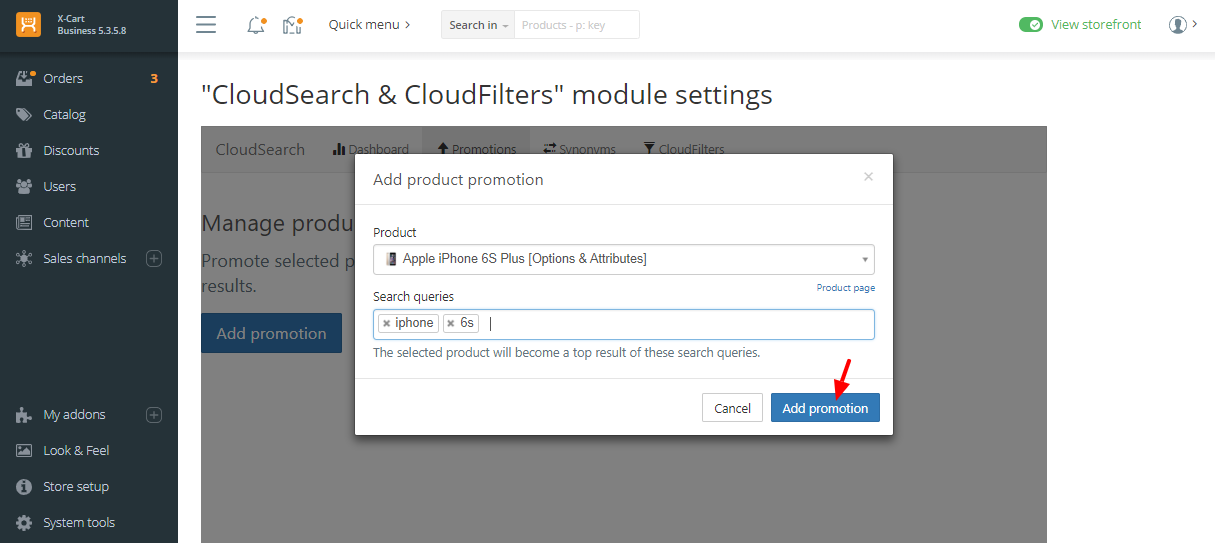 X-Cart
Business 5.3.5.8
Quick menu
Search in
Products - p: key
View storefront
Orders 3
Catalog
Discounts
Users
Content
Sales channels
My addons
Look & Feel
Store setup
System tools
"CloudSearch & CloudFilters" module settings
CloudSearch Dashboard Promotions Synonyms CloudFilters
Manage produ
Promote selected p
results.
Add promotion
Add product promotion
Product
Apple iPhone 6S Plus [Options & Attributes]
Product page
Search queries
iphone 6s
The selected product will become a top result of these search queries.
Cancel Add promotion